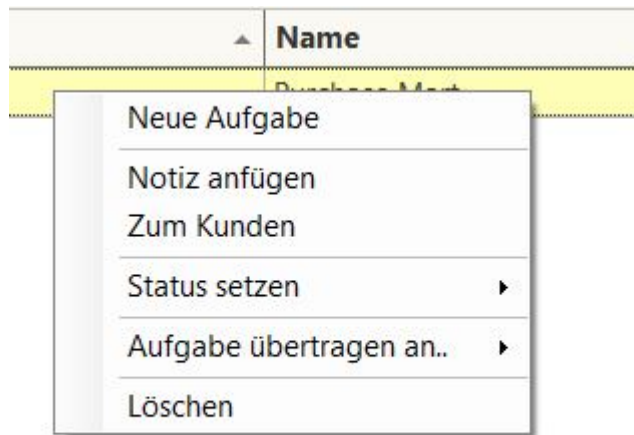 Name
Neue Aufgabe
Notiz anfügen
Zum Kunden
Status setzen
Aufgabe übertragen an..
Löschen